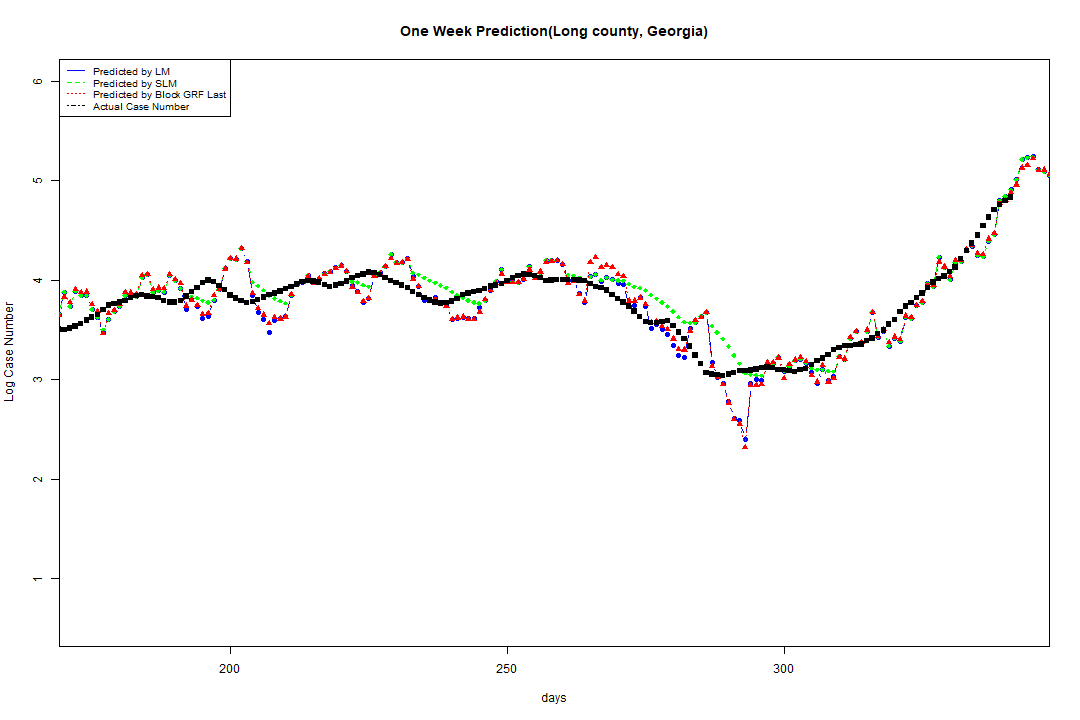 One Week Prediction(Long county, Georgia)
Predicted by LM
Predicted by SLM
Predicted by Block GRF Last
Actual Case Number
6
5
4
3
2
1
Log Case Number
200
250
300
days